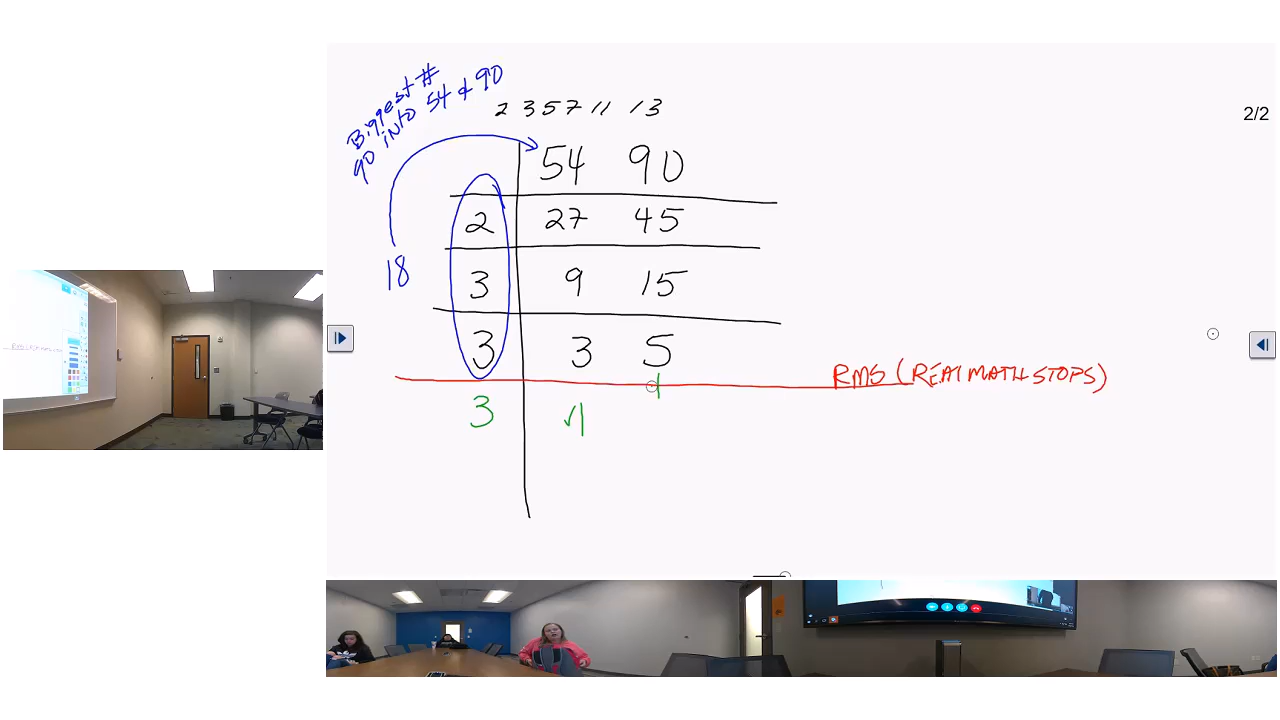 Biggest #
90 into 54 & 90
2 3 5 7 11 13
2/2
54 90
2 27 45
18
3 9 15
3 3 5
RMS (REAl MATH STOPS)
3 1